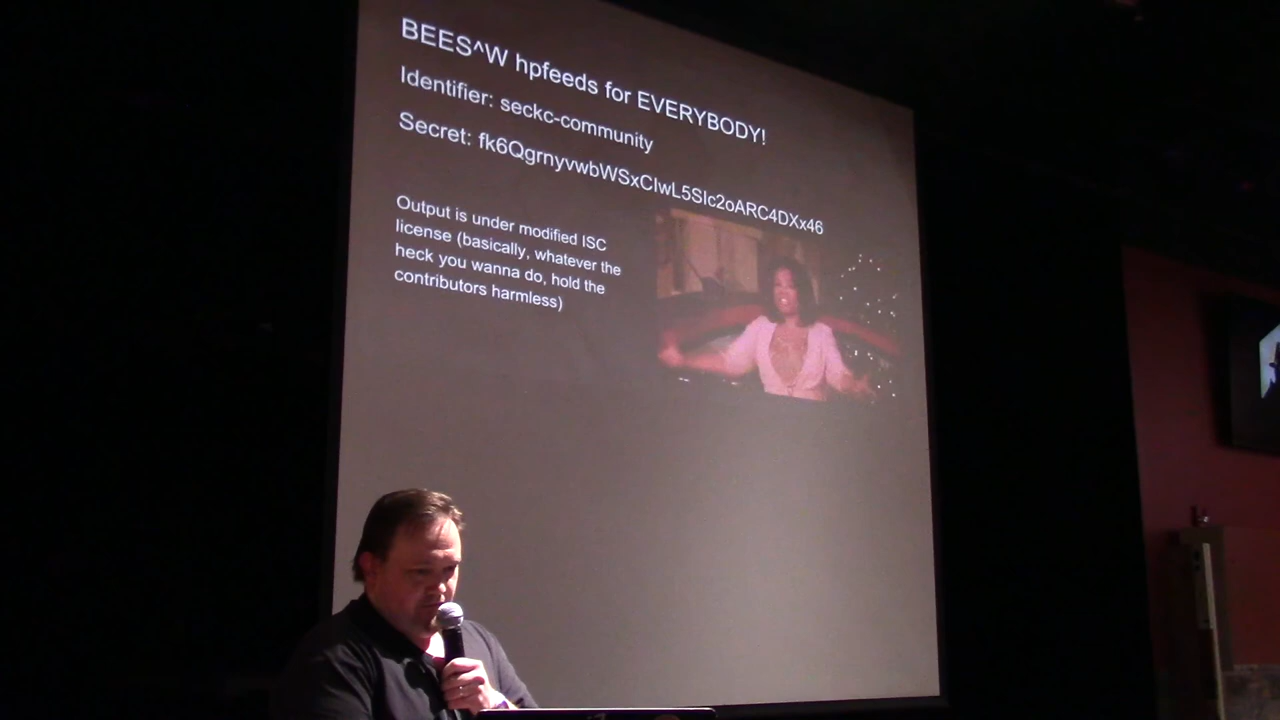 BEES^W hpfeeds for EVERYBODY!
Identifier: seckc-community
Secret: fk6QgrnyvwbWSxCIwL5SIc2oARC4DXx46
Output is under modified ISC
license (basically, whatever the
heck you wanna do, hold the
contributors harmless)